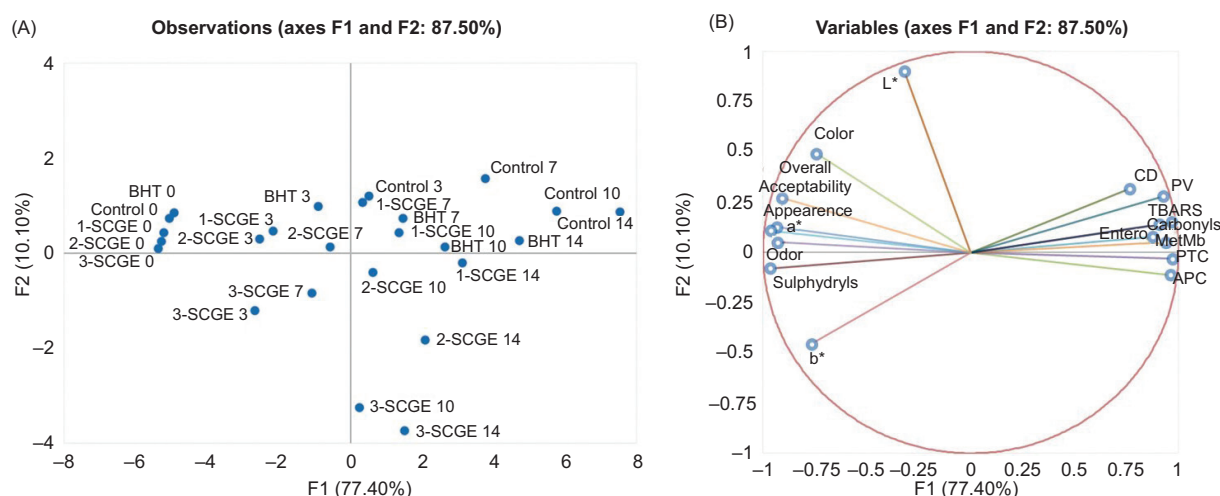 (A)
Observations (axes F1 and F2: 87.50%)
4
2
0
−2
−4
F2 (10.10%)
BHT 0
Control 0
1-SCGE 0
2-SCGE 0
3-SCGE 0
1-SCGE 3
2-SCGE 3
BHT 3
2-SCGE 7
3-SCGE 7
3-SCGE 3
Control 3
1-SCGE 7
BHT 7
1-SCGE 10
BHT 10
2-SCGE 10
Control 7
Control 10
Control 14
BHT 14
1-SCGE 14
2-SCGE 14
3-SCGE 10
3-SCGE 14
−8 −6 −4 −2 0 2 4 6 8
F1 (77.40%)
(B)
Variables (axes F1 and F2: 87.50%)
1
0.75
0.5
0.25
0
−0.25
−0.5
−0.75
−1
F2 (10.10%)
L*
Color
Overall
Acceptability
Appearence
a*
Odor
Sulphydryls
b*
CD
PV
TBARS
Carbonyls
Entero
MetMb
PTC
APC
−1 −0.75 −0.5 −0.25 0 0.25 0.5 0.75 1
F1 (77.40%)